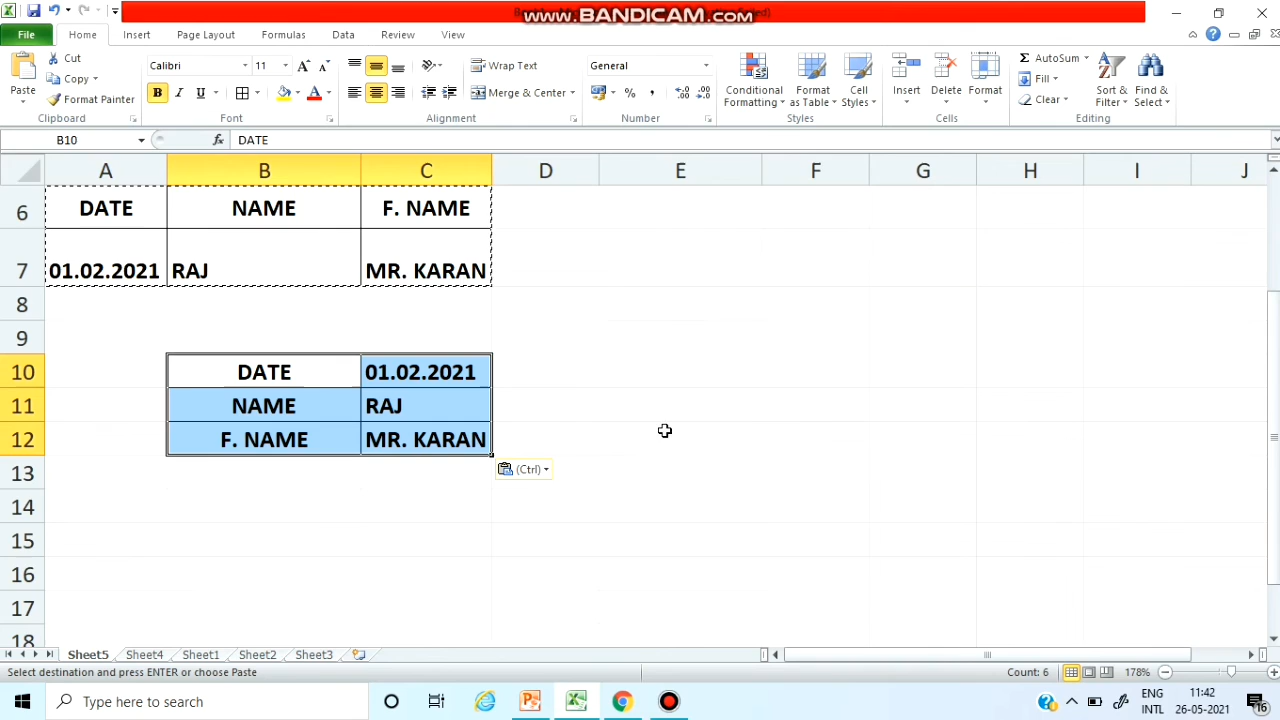 www.BANDICAM.com
File Home Insert Page Layout Formulas Data Review View
Paste
Cut
Copy
Format Painter
Clipboard
Calibri 11
B I U
A A A
Font
Wrap Text
Merge & Center
Alignment
General
% ,
Number
Conditional Formatting
Format as Table
Cell Styles
Styles
Insert Delete Format
Cells
Σ AutoSum
Fill
Clear
Sort & Filter
Find & Select
Editing
B10 fx DATE
A B C D E F G H I J
6 DATE NAME F. NAME
7 01.02.2021 RAJ MR. KARAN
8
9
10 DATE 01.02.2021
11 NAME RAJ
12 F. NAME MR. KARAN
13 (Ctrl)
14
15
16
17
18
Sheet5 Sheet4 Sheet1 Sheet2 Sheet3
Select destination and press ENTER or choose Paste Count: 6 178%
Type here to search
ENG INTL
11:42
26-05-2021
16